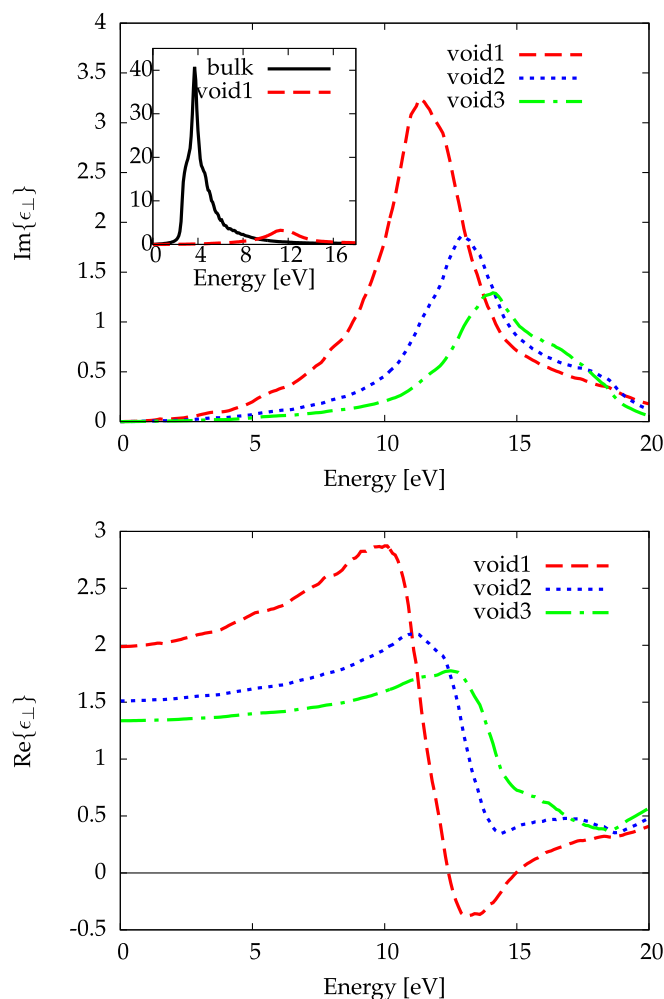 4
3.5
3
2.5
2
1.5
1
0.5
0
Im{ϵ⊥}
void1
void2
void3
bulk
void1
40
30
20
10
0
0 4 8 12 16
Energy [eV]
0 5 10 15 20
Energy [eV]
3
2.5
2
1.5
1
0.5
0
-0.5
Re{ϵ⊥}
void1
void2
void3
0 5 10 15 20
Energy [eV]